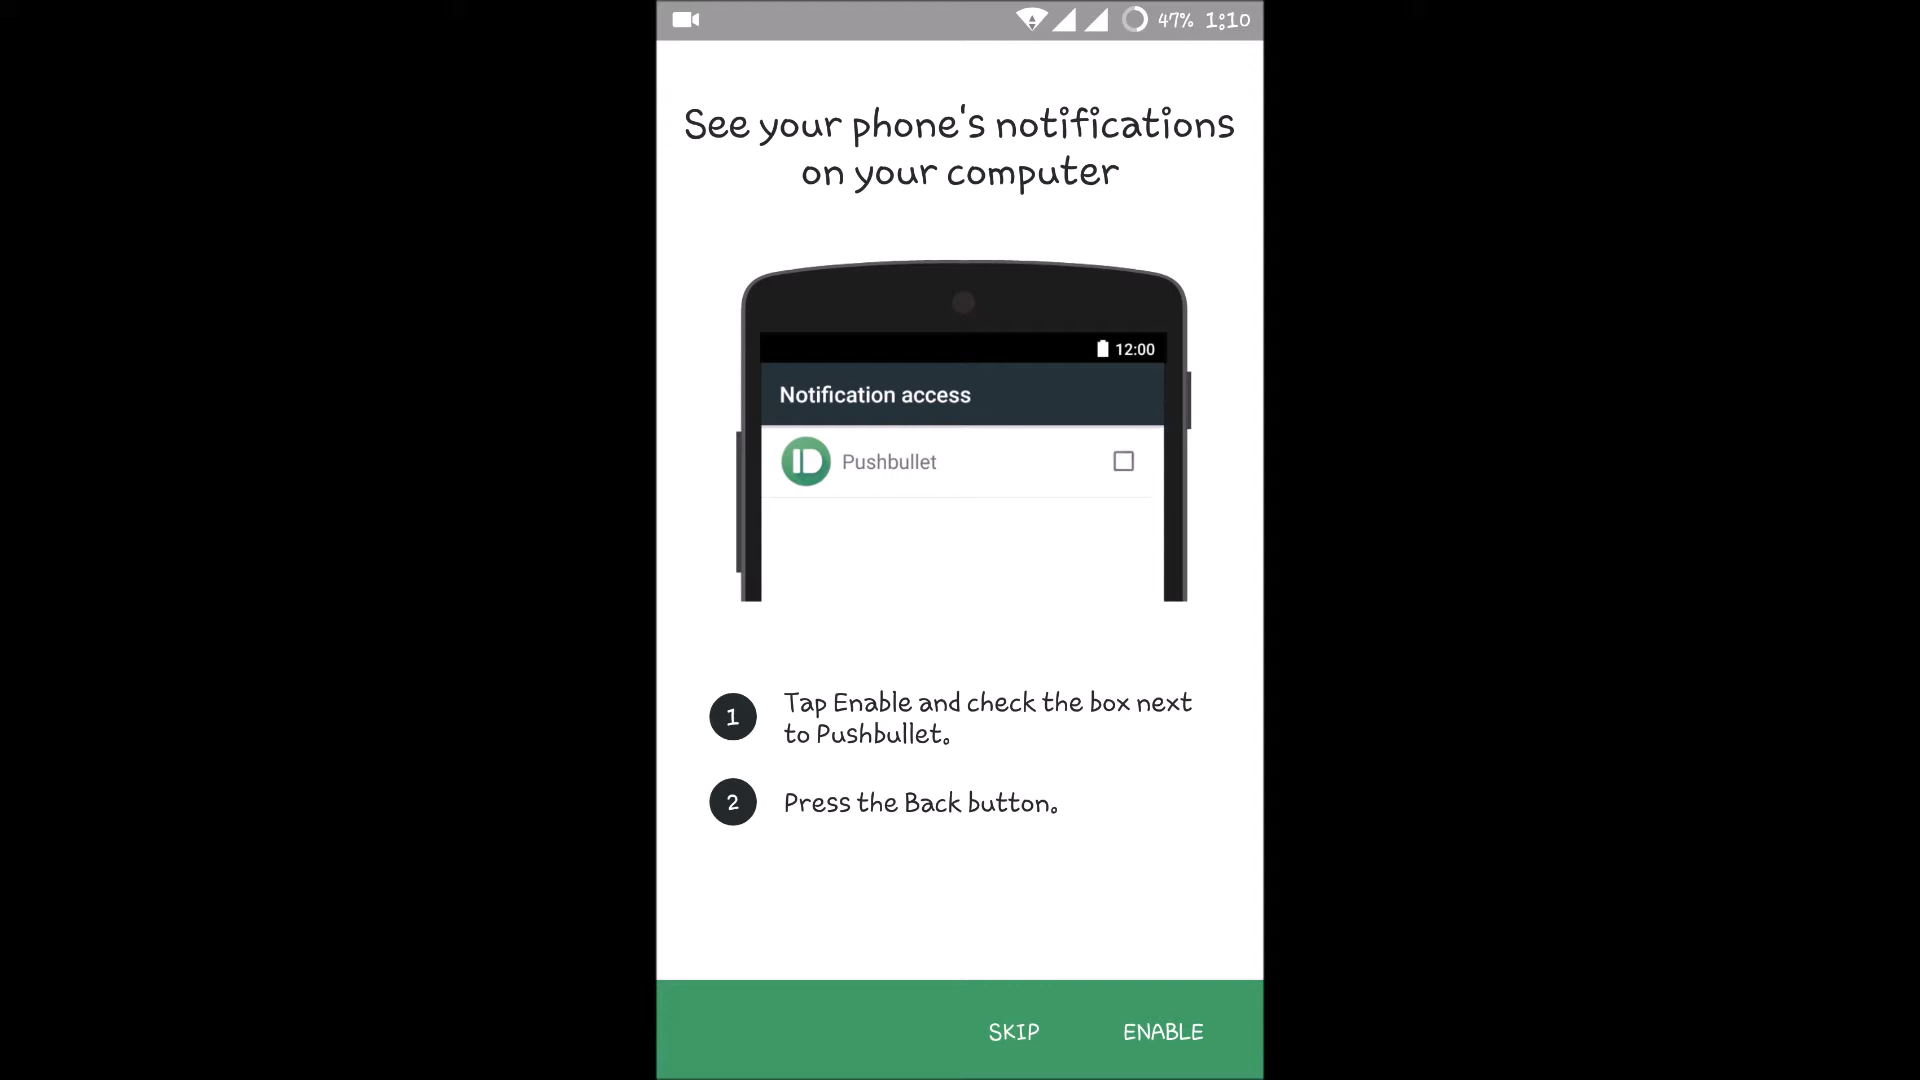 47% 1:10
See your phone's notifications
on your computer
12:00
Notification access
Pushbullet
1 Tap Enable and check the box next
to Pushbullet.
2 Press the Back button.
SKIP ENABLE